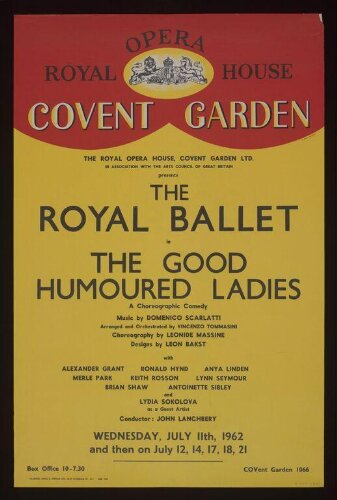 OPERA
ROYAL HOUSE
COVENT GARDEN
THE ROYAL OPERA HOUSE, COVENT GARDEN LTD.
IN ASSOCIATION WITH THE ARTS COUNCIL OF GREAT BRITAIN
presents
THE
ROYAL BALLET
in
THE GOOD
HUMOURED LADIES
A Choreographic Comedy
Music by DOMENICO SCARLATTI
Arranged and Orchestrated by VINCENZO TOMMASINI
Choreography by LEONIDE MASSINE
Designs by LEON BAKST
with
ALEXANDER GRANT RONALD HYND ANYA LINDEN
MERLE PARK KEITH ROSSON LYNN SEYMOUR
BRIAN SHAW ANTOINETTE SIBLEY
and
LYDIA SOKOLOVA
as a Guest Artist
Conductor: JOHN LANCHBERY
WEDNESDAY, JULY 11th, 1962
and then on July 12, 14, 17, 18, 21
Box Office 10-7.30 COVent Garden 1066